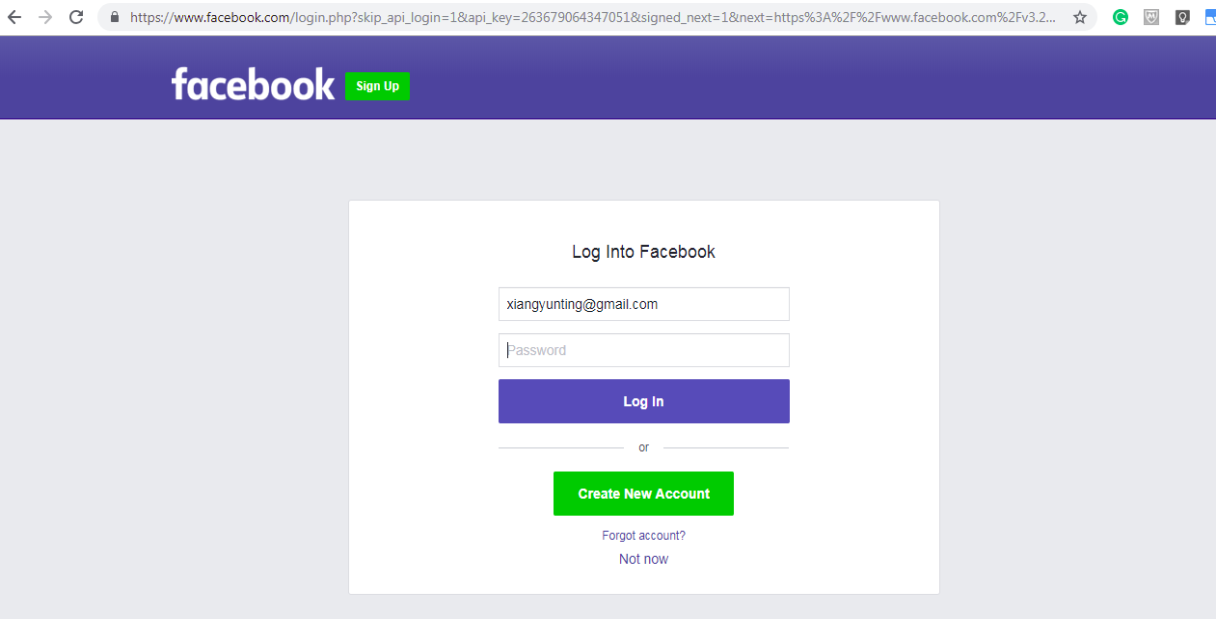 https://www.facebook.com/login.php?skip_api_login=1&api_key=263679064347051&signed_next=1&next=https%3A%2F%2Fwww.facebook.com%2Fv3.2...
facebook Sign Up
Log Into Facebook
xiangyunting@gmail.com
Password
Log In
or
Create New Account
Forgot account?
Not now